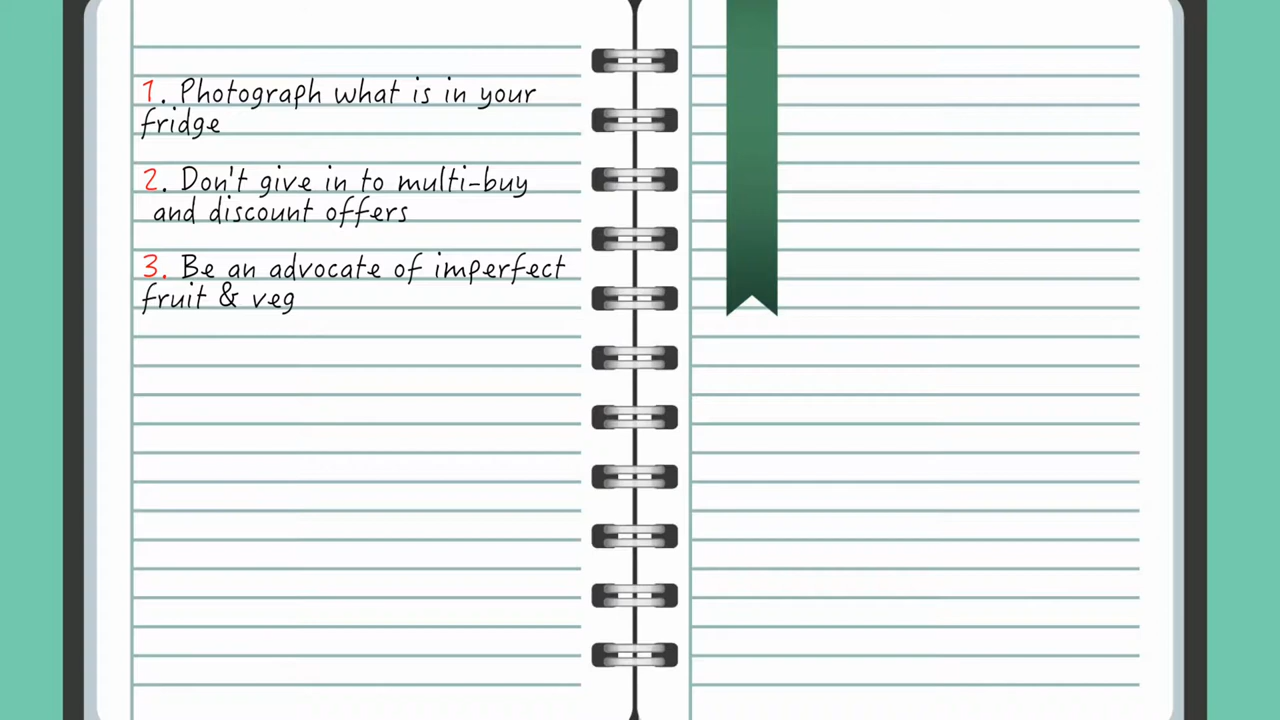 1. Photograph what is in your
fridge
2. Don't give in to multi-buy
and discount offers
3. Be an advocate of imperfect
fruit & veg